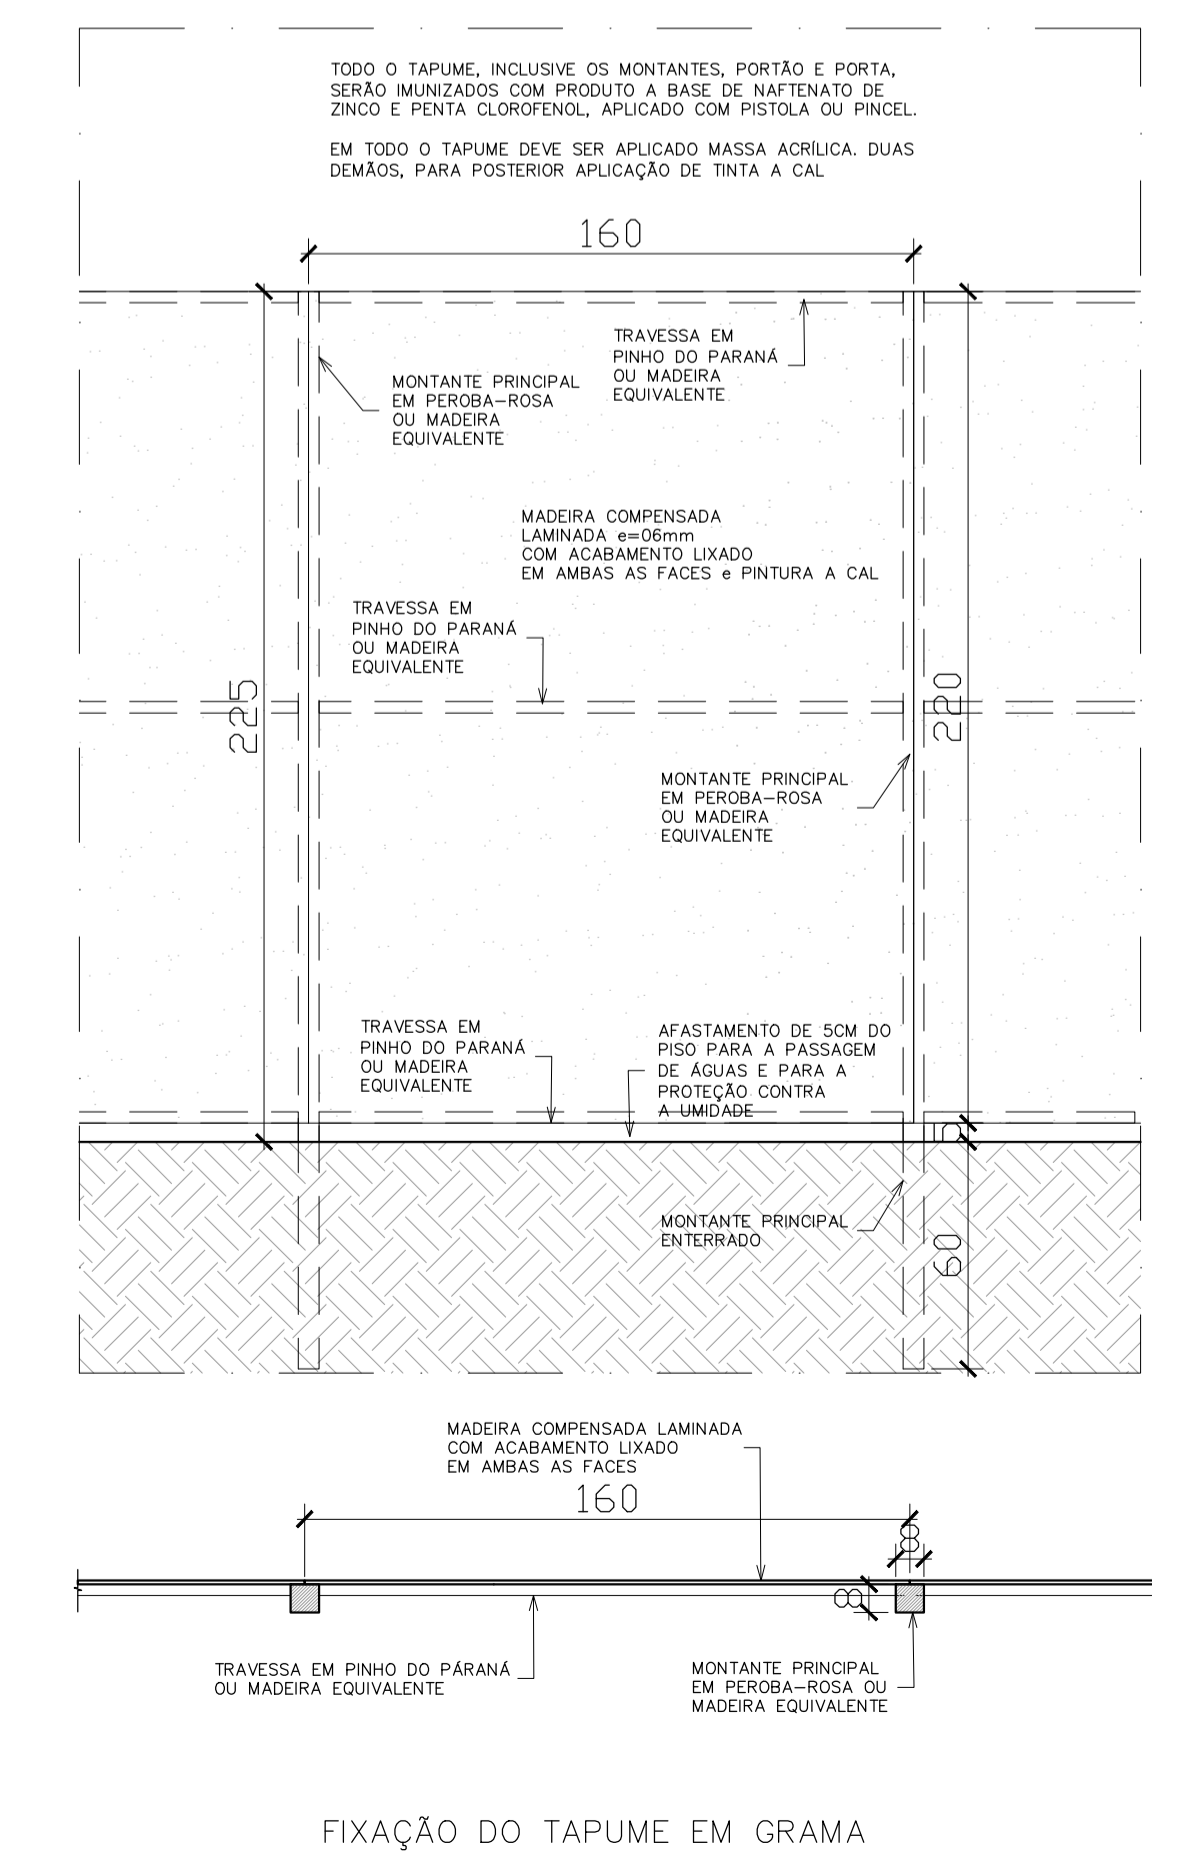 TODO O TAPUME, INCLUSIVE OS MONTANTES, PORTÃO E PORTA,
SERÃO IMUNIZADOS COM PRODUTO A BASE DE NAFTENATO DE
ZINCO E PENTA CLOROFENOL, APLICADO COM PISTOLA OU PINCEL.
EM TODO O TAPUME DEVE SER APLICADO MASSA ACRÍLICA. DUAS
DEMÃOS, PARA POSTERIOR APLICAÇÃO DE TINTA A CAL
160
TRAVESSA EM
PINHO DO PARANÁ
OU MADEIRA
EQUIVALENTE
MONTANTE PRINCIPAL
EM PEROBA-ROSA
OU MADEIRA
EQUIVALENTE
MADEIRA COMPENSADA
LAMINADA e=06mm
COM ACABAMENTO LIXADO
EM AMBAS AS FACES e PINTURA A CAL
TRAVESSA EM
PINHO DO PARANÁ
OU MADEIRA
EQUIVALENTE
225
220
MONTANTE PRINCIPAL
EM PEROBA-ROSA
OU MADEIRA
EQUIVALENTE
TRAVESSA EM
PINHO DO PARANÁ
OU MADEIRA
EQUIVALENTE
AFASTAMENTO DE 5CM DO
PISO PARA A PASSAGEM
DE ÁGUAS E PARA A
PROTEÇÃO CONTRA
A UMIDADE
5
MONTANTE PRINCIPAL
ENTERRADO
60
MADEIRA COMPENSADA LAMINADA
COM ACABAMENTO LIXADO
EM AMBAS AS FACES
160
8
8
TRAVESSA EM PINHO DO PÁRANÁ
OU MADEIRA EQUIVALENTE
MONTANTE PRINCIPAL
EM PEROBA-ROSA OU
MADEIRA EQUIVALENTE
FIXAÇÃO DO TAPUME EM GRAMA